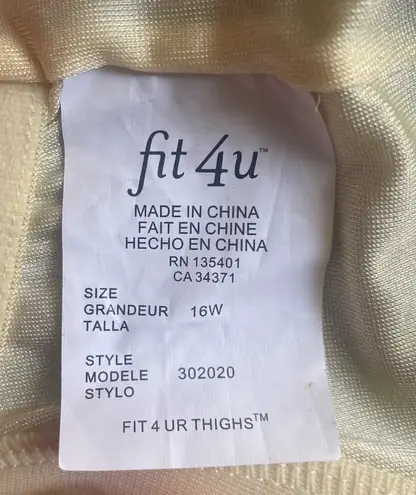 fit 4u™
MADE IN CHINA
FAIT EN CHINE
HECHO EN CHINA
RN 135401
CA 34371
SIZE
GRANDEUR 16W
TALLA
STYLE
MODELE 302020
STYLO
FIT 4 UR THIGHS™